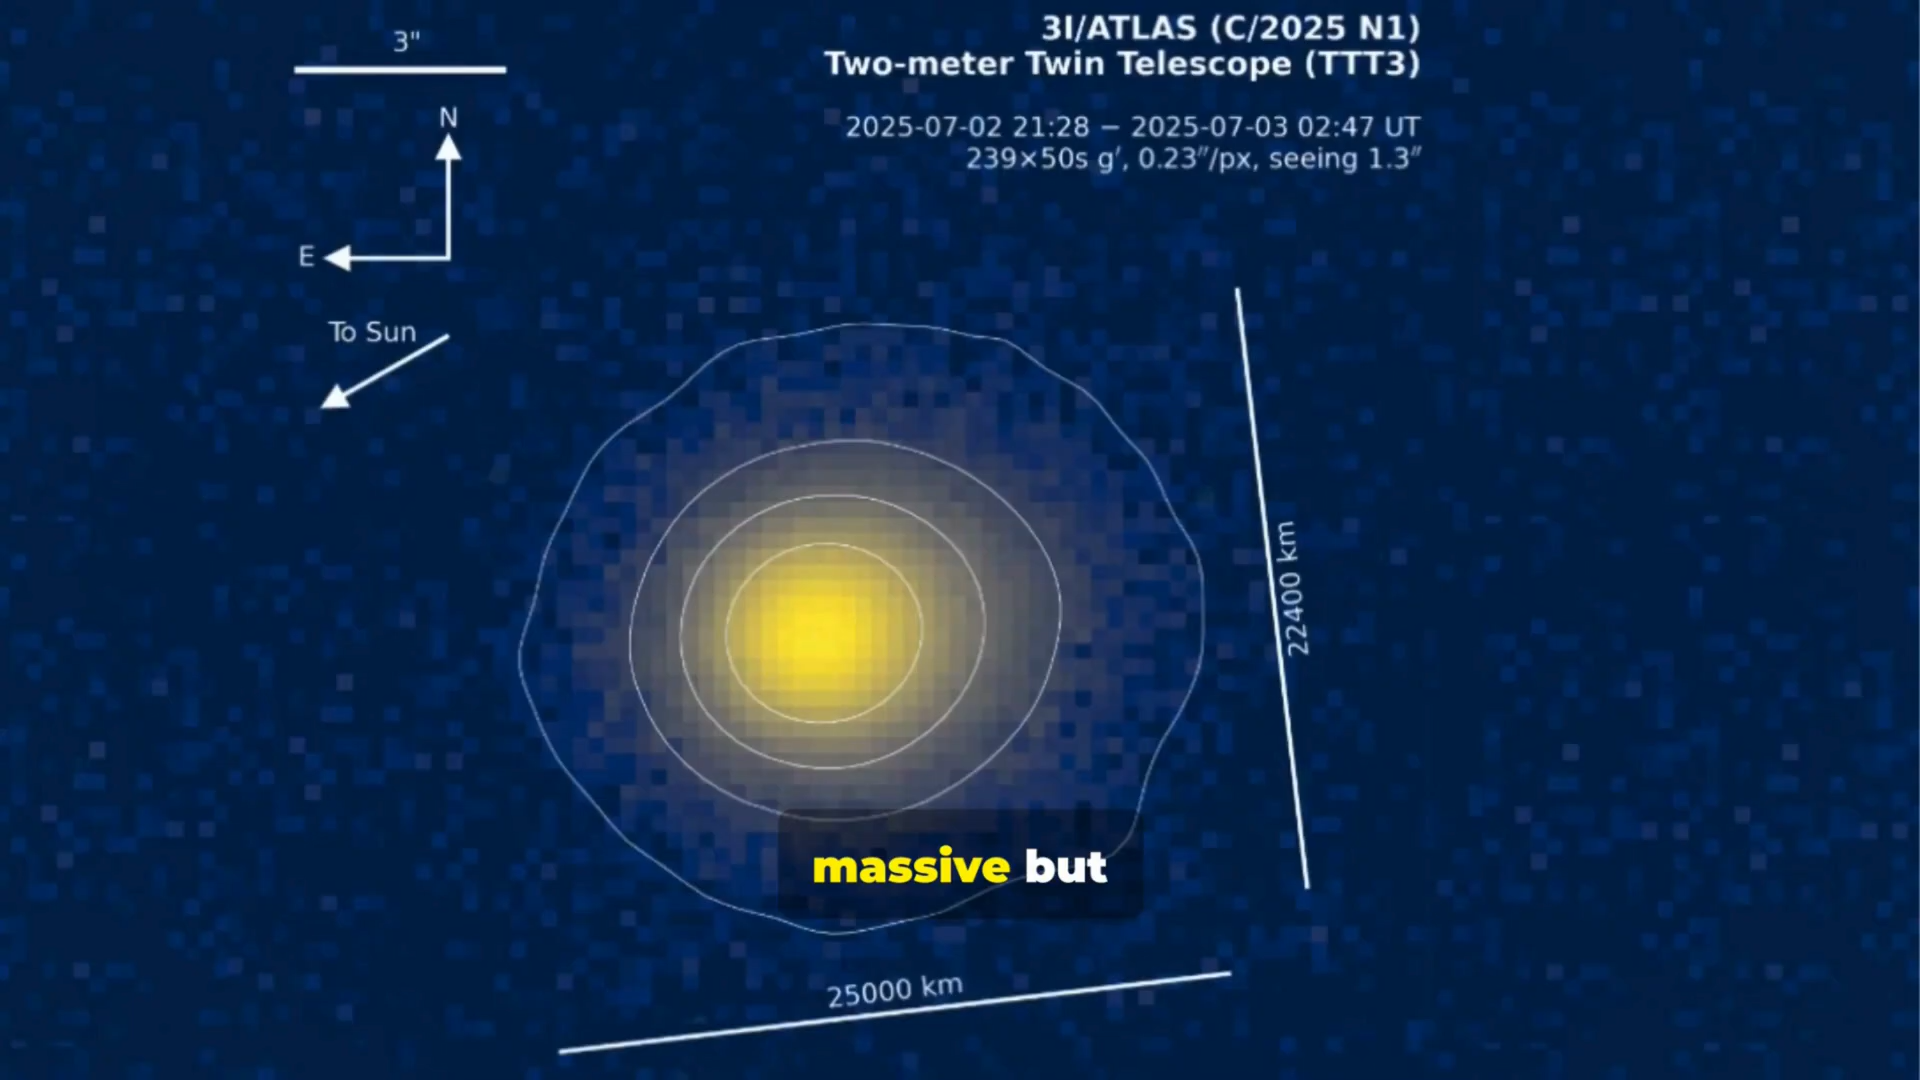 3"
3I/ATLAS (C/2025 N1)
Two-meter Twin Telescope (TTT3)
2025-07-02 21:28 − 2025-07-03 02:47 UT
239×50s g′, 0.23″/px, seeing 1.3″
N
E
To Sun
22400 km
massive but
25000 km